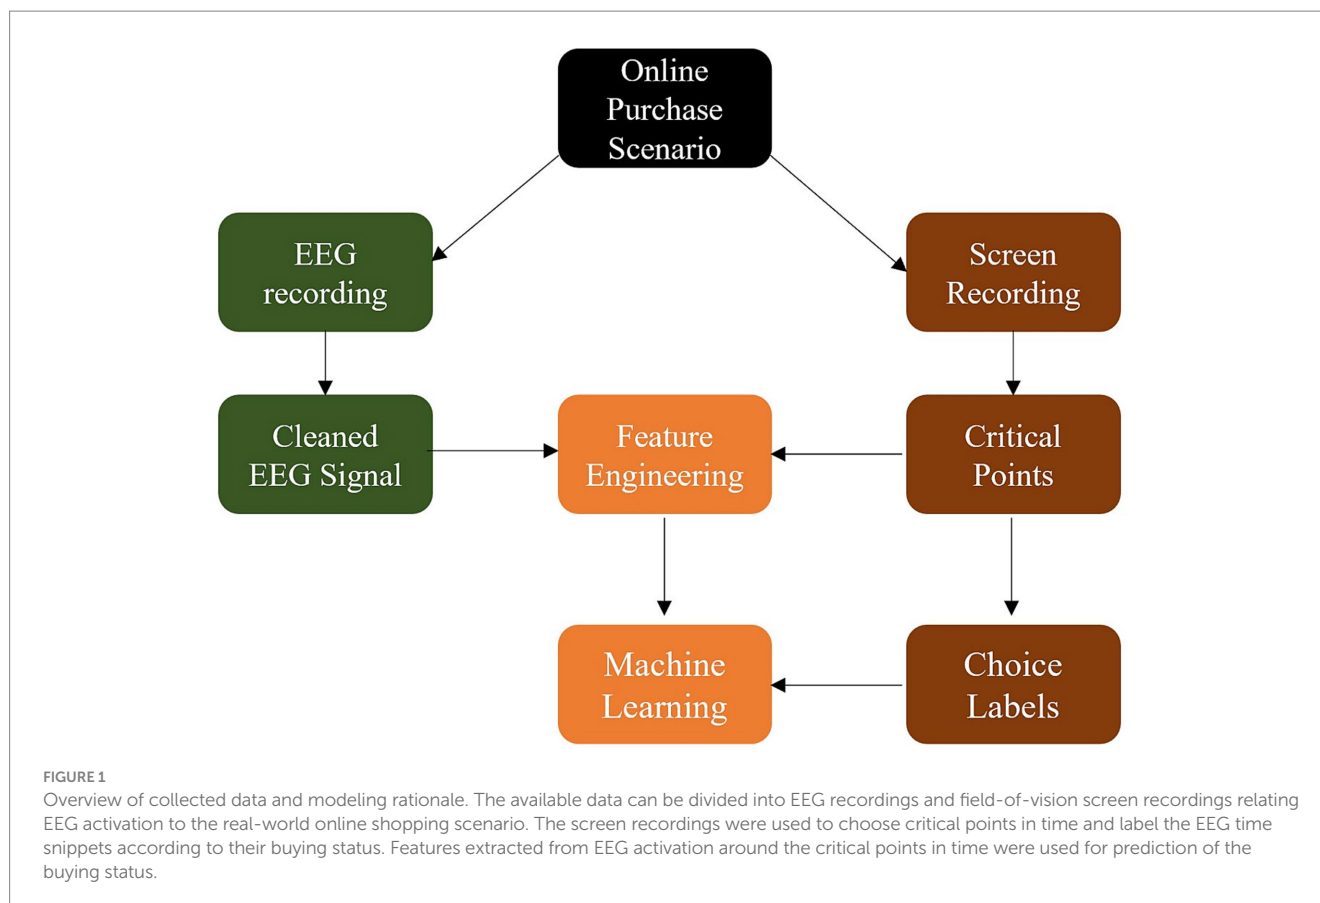 Online
Purchase
Scenario
EEG
recording
Screen
Recording
Cleaned
EEG Signal
Feature
Engineering
Critical
Points
Machine
Learning
Choice
Labels
FIGURE 1
Overview of collected data and modeling rationale. The available data can be divided into EEG recordings and field-of-vision screen recordings relating
EEG activation to the real-world online shopping scenario. The screen recordings were used to choose critical points in time and label the EEG time
snippets according to their buying status. Features extracted from EEG activation around the critical points in time were used for prediction of the
buying status.